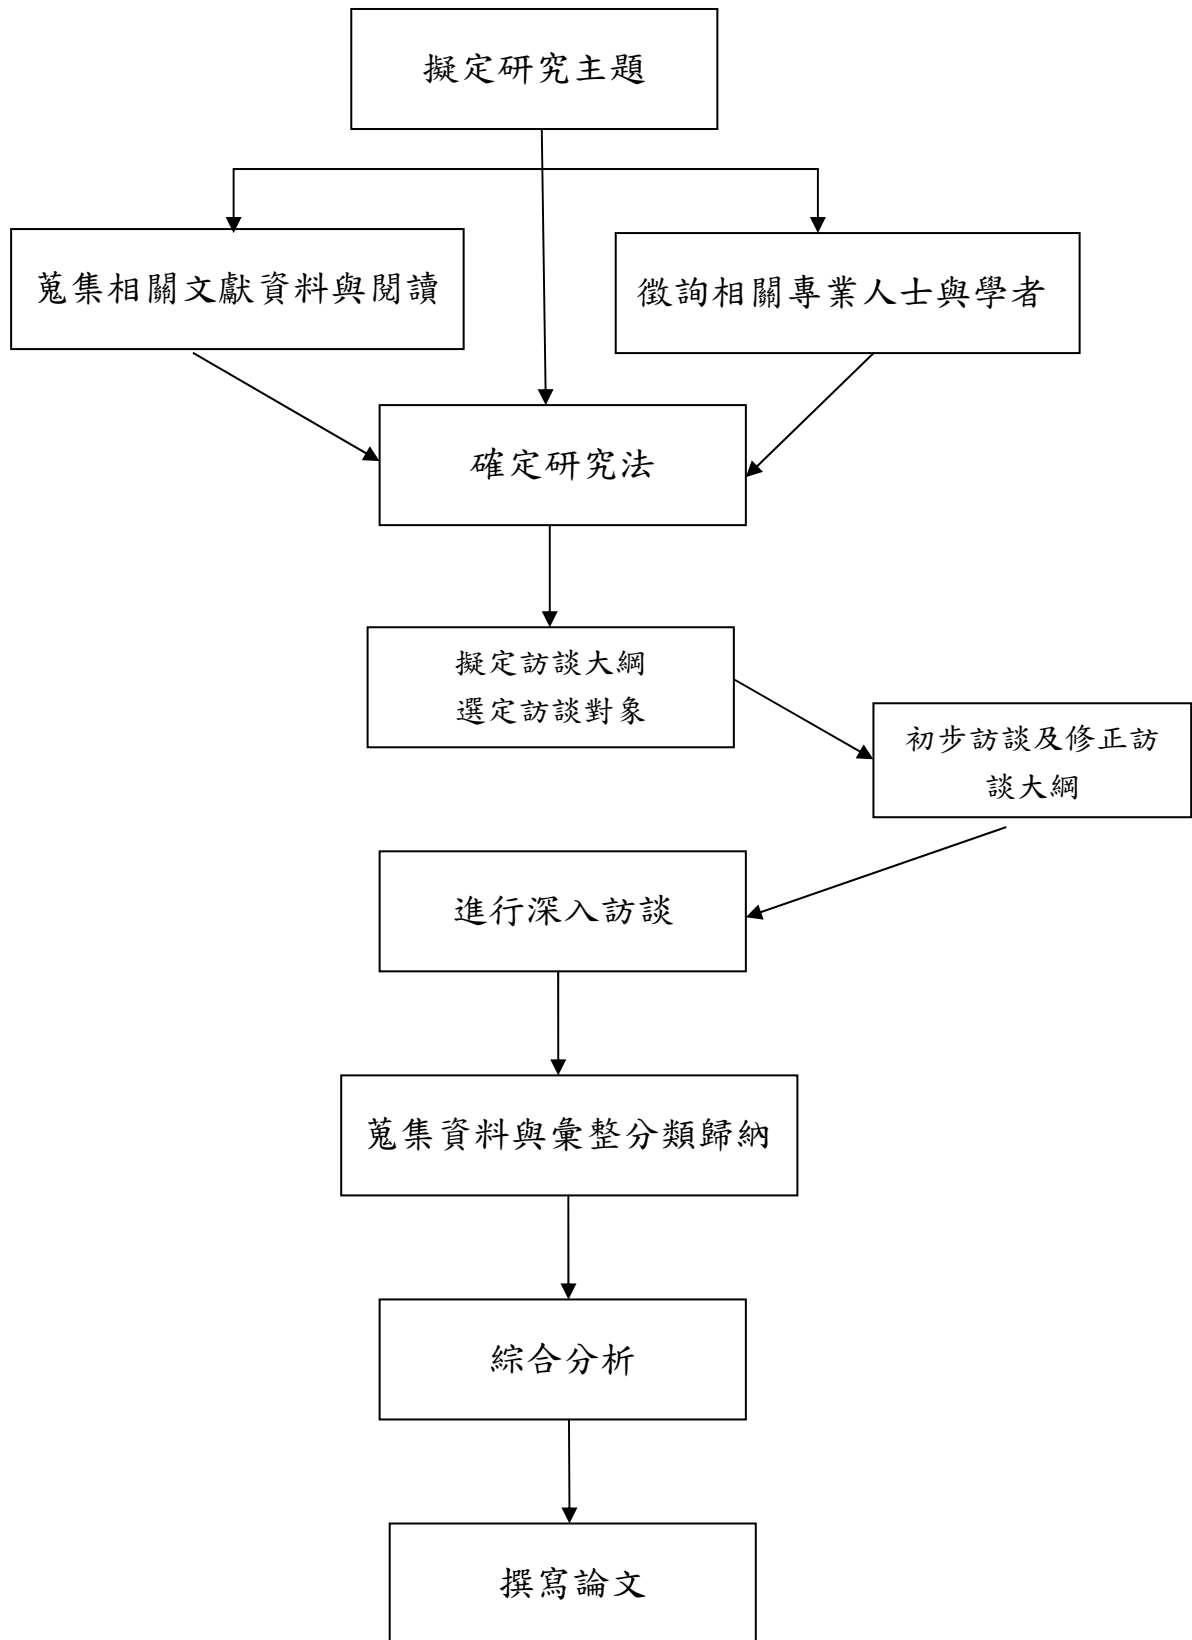 擬定研究主題
蒐集相關文獻資料與閱讀
徵詢相關專業人士與學者
確定研究法
擬定訪談大綱
選定訪談對象
初步訪談及修正訪
談大綱
進行深入訪談
蒐集資料與彙整分類歸納
綜合分析
撰寫論文